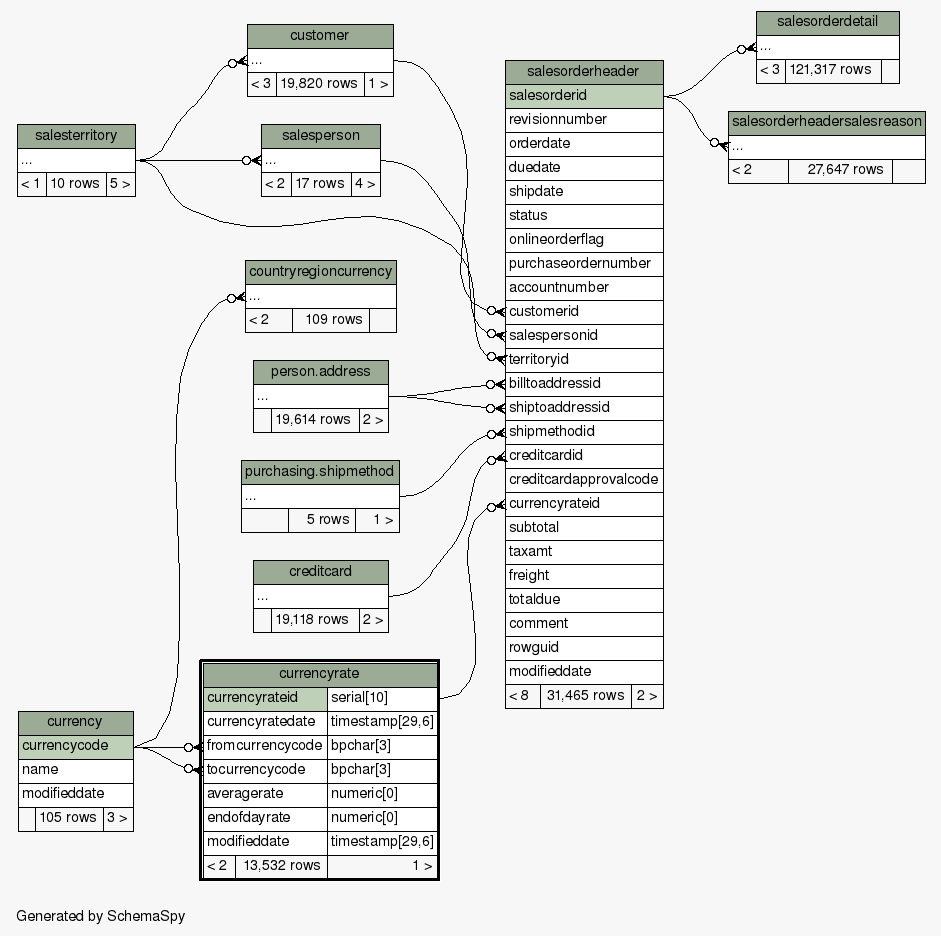 customer
...
< 3 19,820 rows 1 >
salesterritory
...
< 1 10 rows 5 >
salesperson
...
< 2 17 rows 4 >
countryregioncurrency
...
< 2 109 rows
person.address
...
19,614 rows 2 >
purchasing.shipmethod
...
5 rows 1 >
creditcard
...
19,118 rows 2 >
currency
currencycode
name
modifieddate
105 rows 3 >
currencyrate
currencyrateid serial[10]
currencyratedate timestamp[29,6]
fromcurrencycode bpchar[3]
tocurrencycode bpchar[3]
averagerate numeric[0]
endofdayrate numeric[0]
modifieddate timestamp[29,6]
< 2 13,532 rows 1 >
salesorderheader
salesorderid
revisionnumber
orderdate
duedate
shipdate
status
onlineorderflag
purchaseordernumber
accountnumber
customerid
salespersonid
territoryid
billtoaddressid
shiptoaddressid
shipmethodid
creditcardid
creditcardapprovalcode
currencyrateid
subtotal
taxamt
freight
totaldue
comment
rowguid
modifieddate
< 8 31,465 rows 2 >
salesorderdetail
...
< 3 121,317 rows
salesorderheadersalesreason
...
< 2 27,647 rows
Generated by SchemaSpy